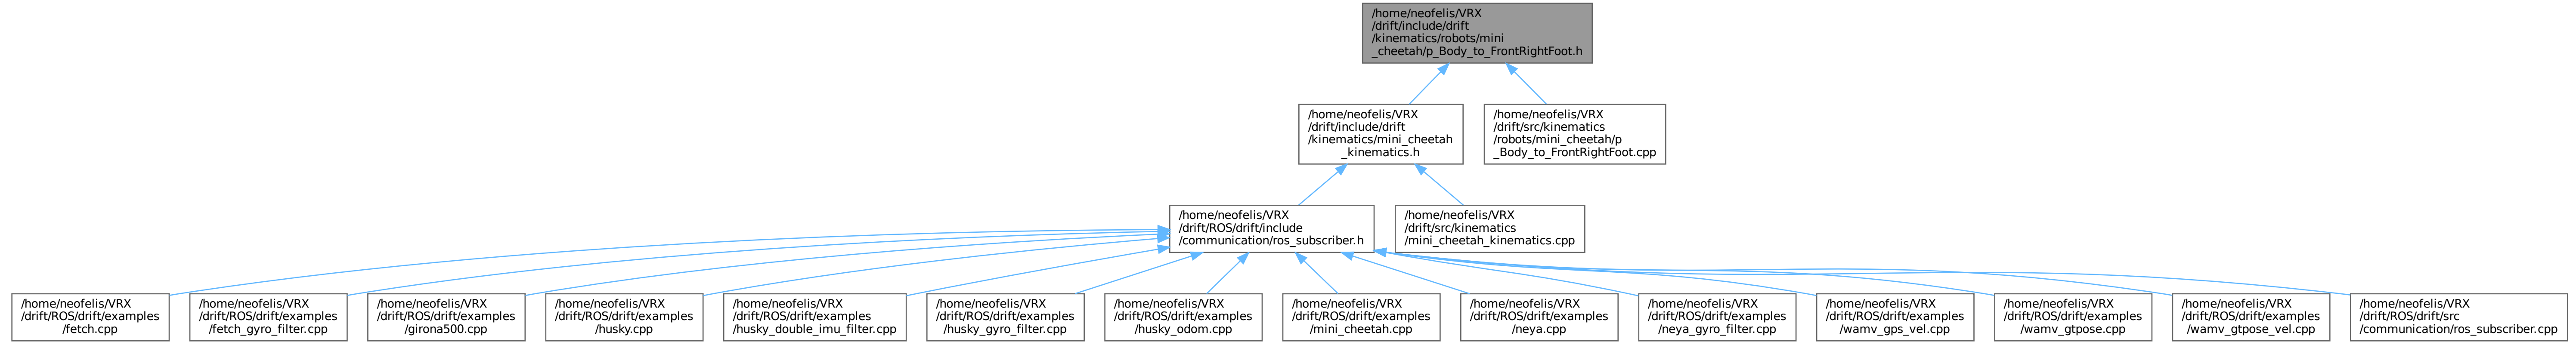 /home/neofelis/VRX
/drift/include/drift
/kinematics/robots/mini
_cheetah/p_Body_to_FrontRightFoot.h
/home/neofelis/VRX
/drift/include/drift
/kinematics/mini_cheetah
_kinematics.h
/home/neofelis/VRX
/drift/src/kinematics
/robots/mini_cheetah/p
_Body_to_FrontRightFoot.cpp
/home/neofelis/VRX
/drift/ROS/drift/include
/communication/ros_subscriber.h
/home/neofelis/VRX
/drift/src/kinematics
/mini_cheetah_kinematics.cpp
/home/neofelis/VRX
/drift/ROS/drift/examples
/fetch.cpp
/home/neofelis/VRX
/drift/ROS/drift/examples
/fetch_gyro_filter.cpp
/home/neofelis/VRX
/drift/ROS/drift/examples
/girona500.cpp
/home/neofelis/VRX
/drift/ROS/drift/examples
/husky.cpp
/home/neofelis/VRX
/drift/ROS/drift/examples
/husky_double_imu_filter.cpp
/home/neofelis/VRX
/drift/ROS/drift/examples
/husky_gyro_filter.cpp
/home/neofelis/VRX
/drift/ROS/drift/examples
/husky_odom.cpp
/home/neofelis/VRX
/drift/ROS/drift/examples
/mini_cheetah.cpp
/home/neofelis/VRX
/drift/ROS/drift/examples
/neya.cpp
/home/neofelis/VRX
/drift/ROS/drift/examples
/neya_gyro_filter.cpp
/home/neofelis/VRX
/drift/ROS/drift/examples
/wamv_gps_vel.cpp
/home/neofelis/VRX
/drift/ROS/drift/examples
/wamv_gtpose.cpp
/home/neofelis/VRX
/drift/ROS/drift/examples
/wamv_gtpose_vel.cpp
/home/neofelis/VRX
/drift/ROS/drift/src
/communication/ros_subscriber.cpp